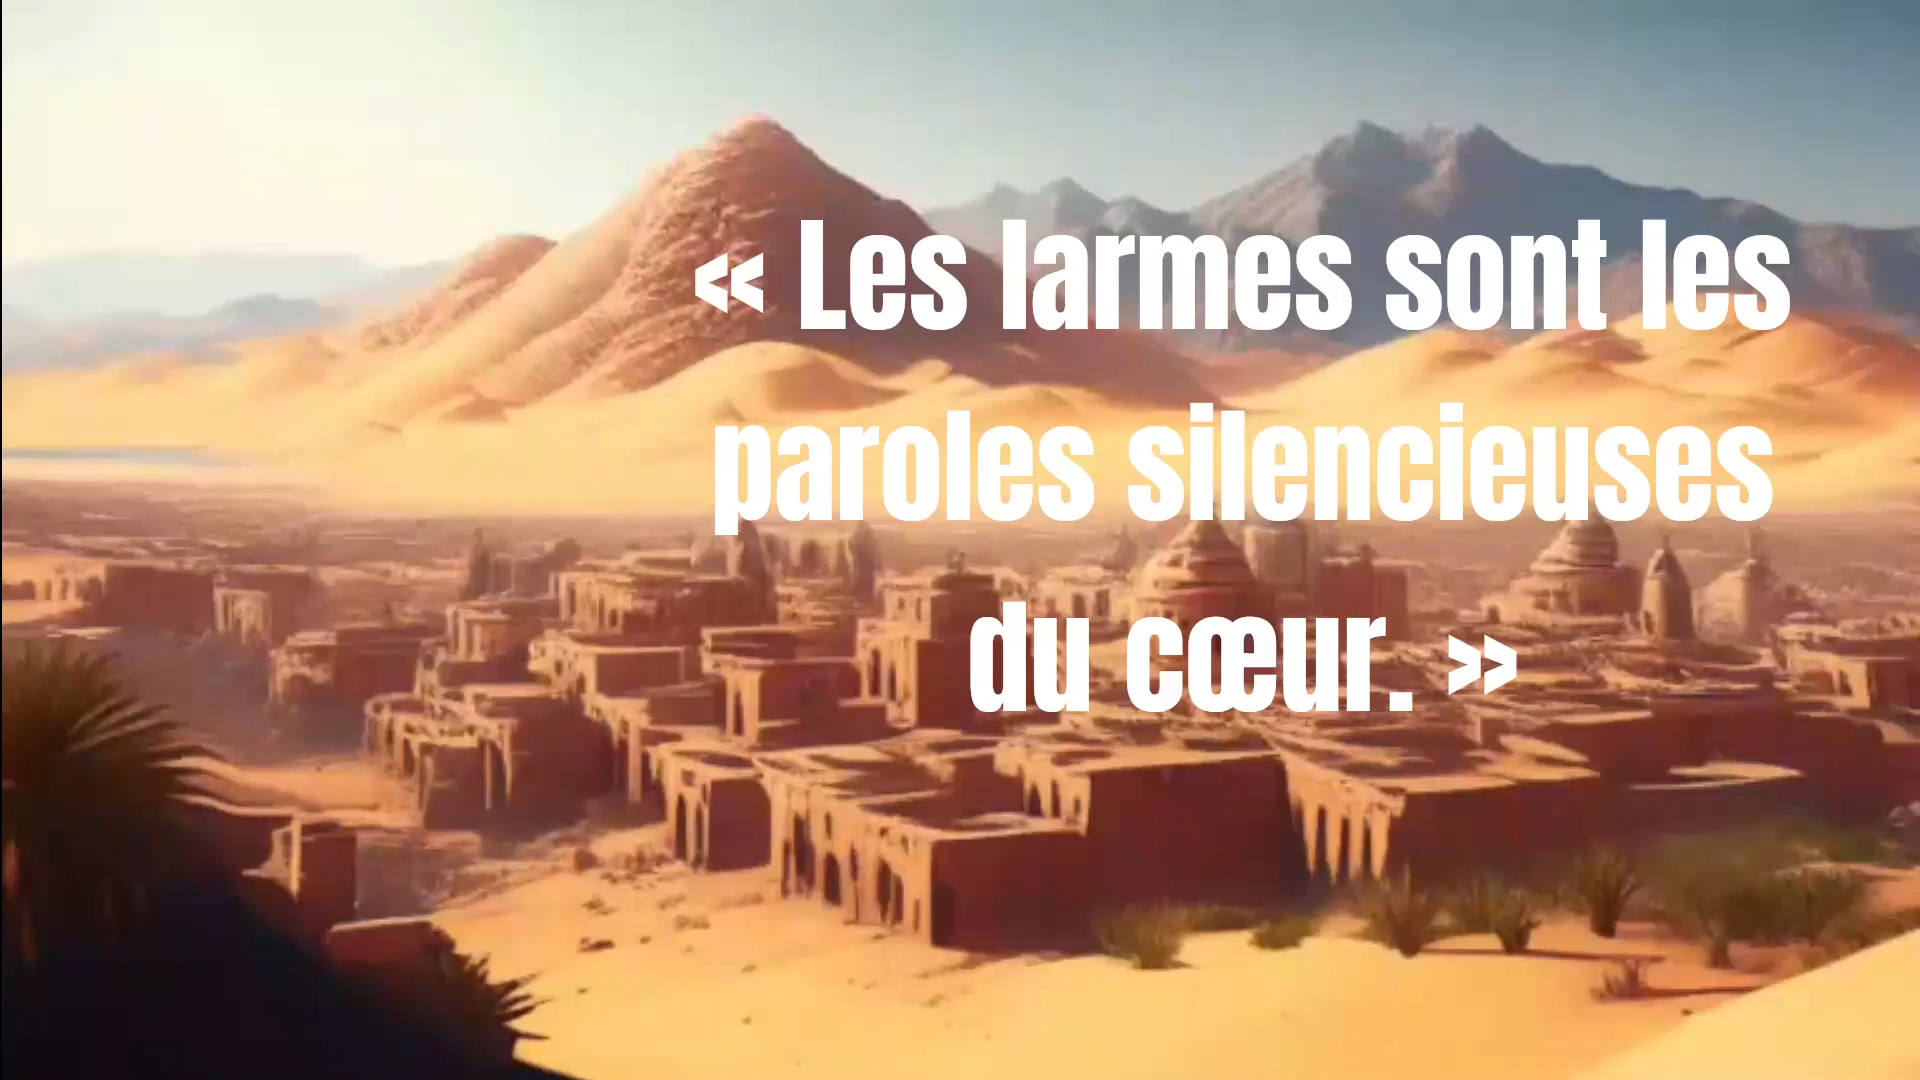 « Les larmes sont les
paroles silencieuses
du cœur. »